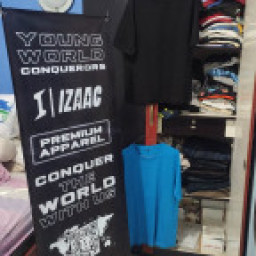 YOUNG
WORLD
CONQUERORS
I | IZAAC
PREMIUM
APPAREL
CONQUER
THE
WORLD
WITH US